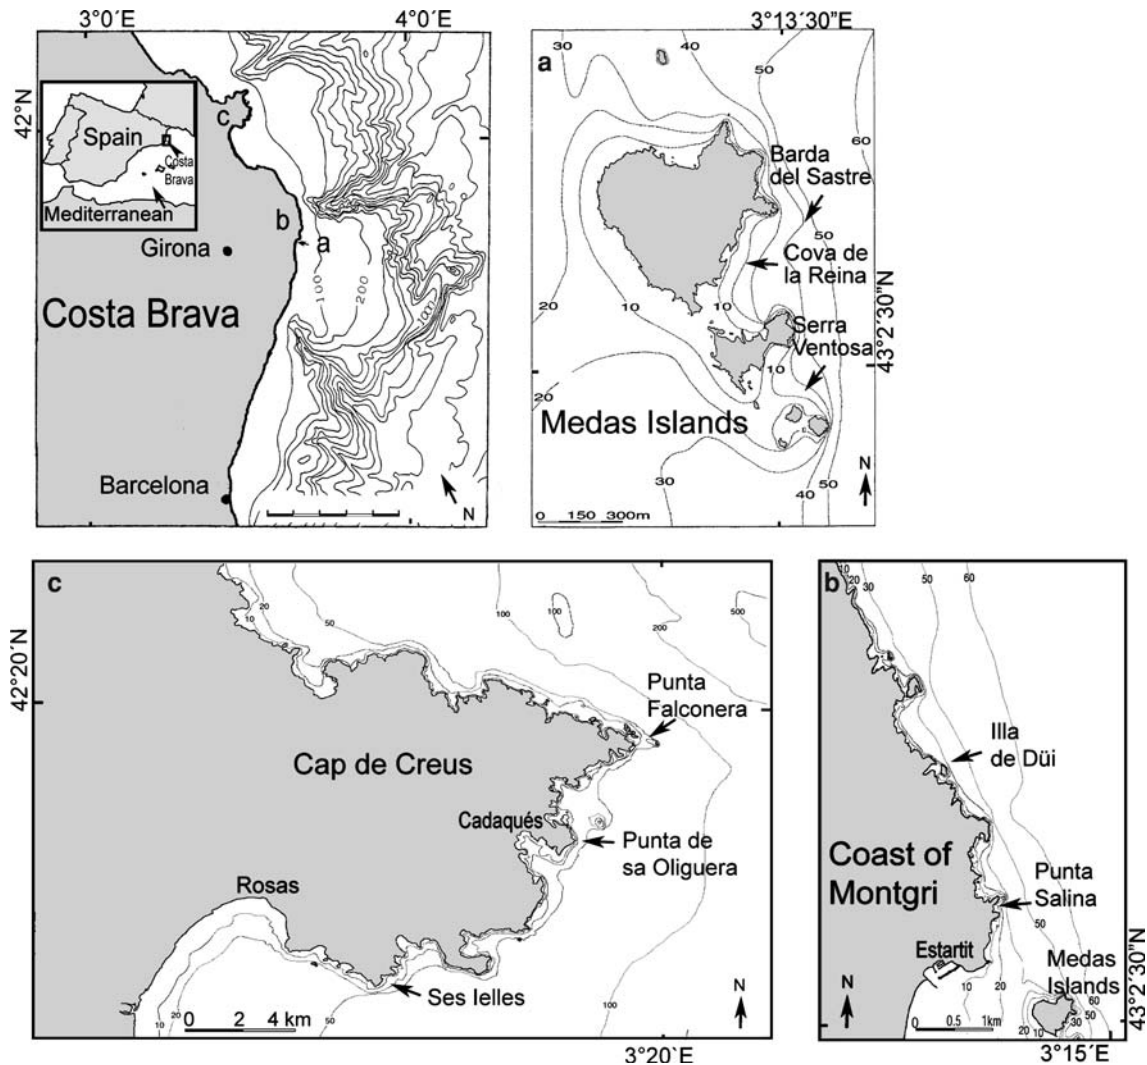 3°0´E
4°0´E
42°N
c
Spain
Costa
Brava
Mediterranean
b
a
Girona
100
200
1000
Costa Brava
Barcelona
N
3°13´30˝E
a
30
40
50
60
Barda
del Sastre
50
Cova de
la Reina
20
10
10
Serra
Ventosa
10
43°2´30˝N
20
Medas Islands
30
40
50
N
0 150 300m
c
10
20
50
100
100
200
500
42°20´N
Punta
Falconera
Cap de Creus
Cadaqués
Punta de
sa Oliguera
Rosas
Ses Ielles
10
20
50
100
0 2 4 km
N
3°20`E
b
10
20
30
50
60
Illa
de Düi
Coast of
Montgri
Punta
Salina
50
Estartit
Medas
Islands
10
20
60
50
30
20
10
N
0 0.5 1km
43°2´30˝N
3°15´E